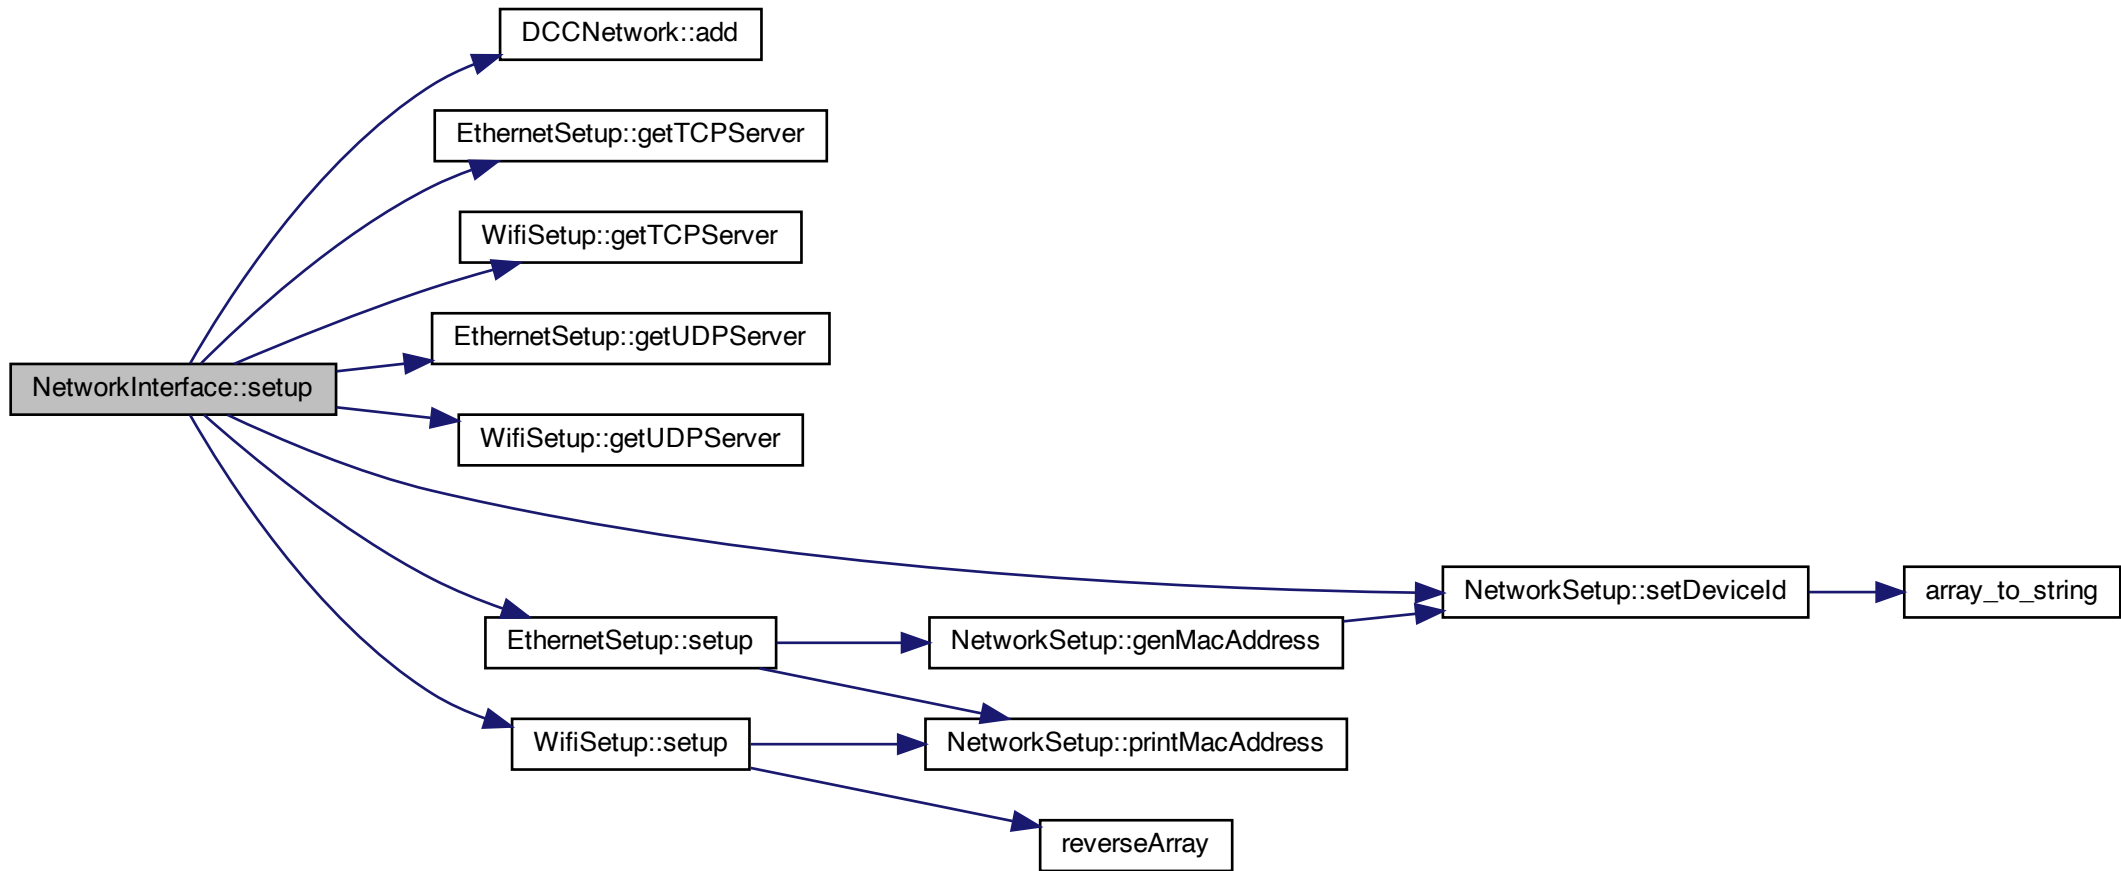 DCCNetwork::add
EthernetSetup::getTCPServer
WifiSetup::getTCPServer
EthernetSetup::getUDPServer
NetworkInterface::setup
WifiSetup::getUDPServer
NetworkSetup::setDeviceId
array_to_string
EthernetSetup::setup
NetworkSetup::genMacAddress
WifiSetup::setup
NetworkSetup::printMacAddress
reverseArray